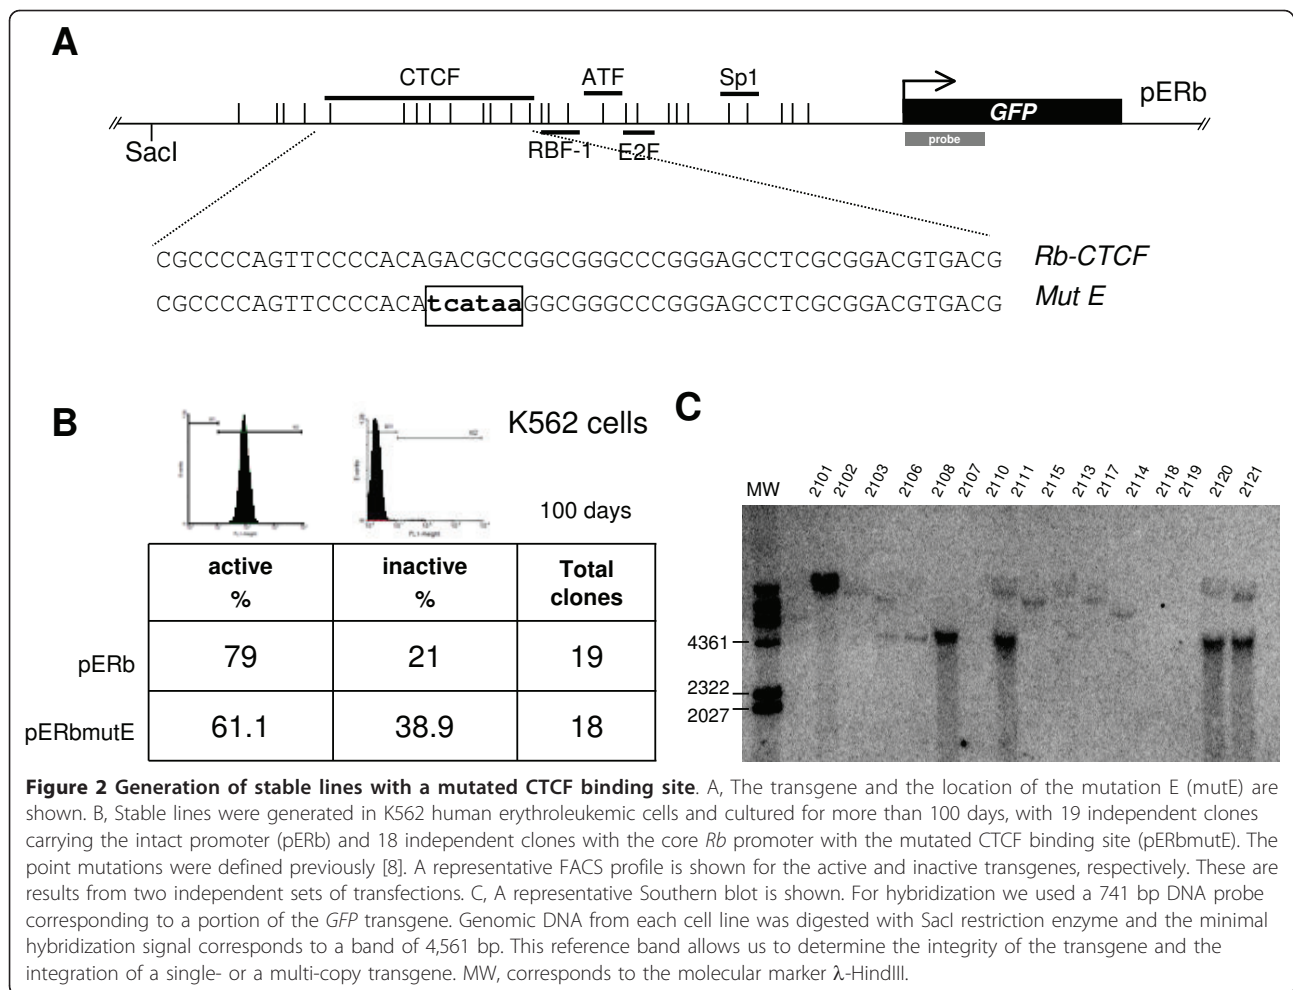 A
CTCF
ATF
Sp1
pERb
GFP
probe
SacI
RBF-1
E2F
CGCCCCAGTTCCCCACAGACGCCGGCGGGCCCGGGAGCCTCGCGGACGTGACG
Rb-CTCF
CGCCCCAGTTCCCCACAtcataaGGCGGGCCCGGGAGCCTCGCGGACGTGACG
Mut E
B
K562 cells
100 days
active
%
inactive
%
Total
clones
pERb
79
21
19
pERbmutE
61.1
38.9
18
C
MW
2101
2102
2103
2106
2108
2107
2110
2111
2115
2113
2117
2114
2118
2119
2120
2121
4361
2322
2027
Figure 2 Generation of stable lines with a mutated CTCF binding site. A, The transgene and the location of the mutation E (mutE) are
shown. B, Stable lines were generated in K562 human erythroleukemic cells and cultured for more than 100 days, with 19 independent clones
carrying the intact promoter (pERb) and 18 independent clones with the core Rb promoter with the mutated CTCF binding site (pERbmutE). The
point mutations were defined previously [8]. A representative FACS profile is shown for the active and inactive transgenes, respectively. These are
results from two independent sets of transfections. C, A representative Southern blot is shown. For hybridization we used a 741 bp DNA probe
corresponding to a portion of the GFP transgene. Genomic DNA from each cell line was digested with SacI restriction enzyme and the minimal
hybridization signal corresponds to a band of 4,561 bp. This reference band allows us to determine the integrity of the transgene and the
integration of a single- or a multi-copy transgene. MW, corresponds to the molecular marker λ-HindIII.